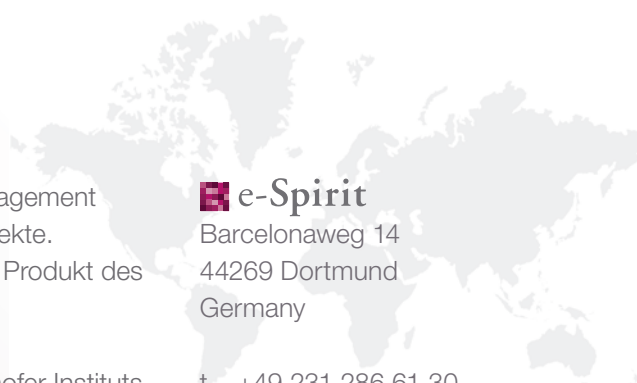 agement
ekte.
Produkt des
ofer Instituts
e-Spirit
Barcelonaweg 14
44269 Dortmund
Germany
t +49 231 286 61 30